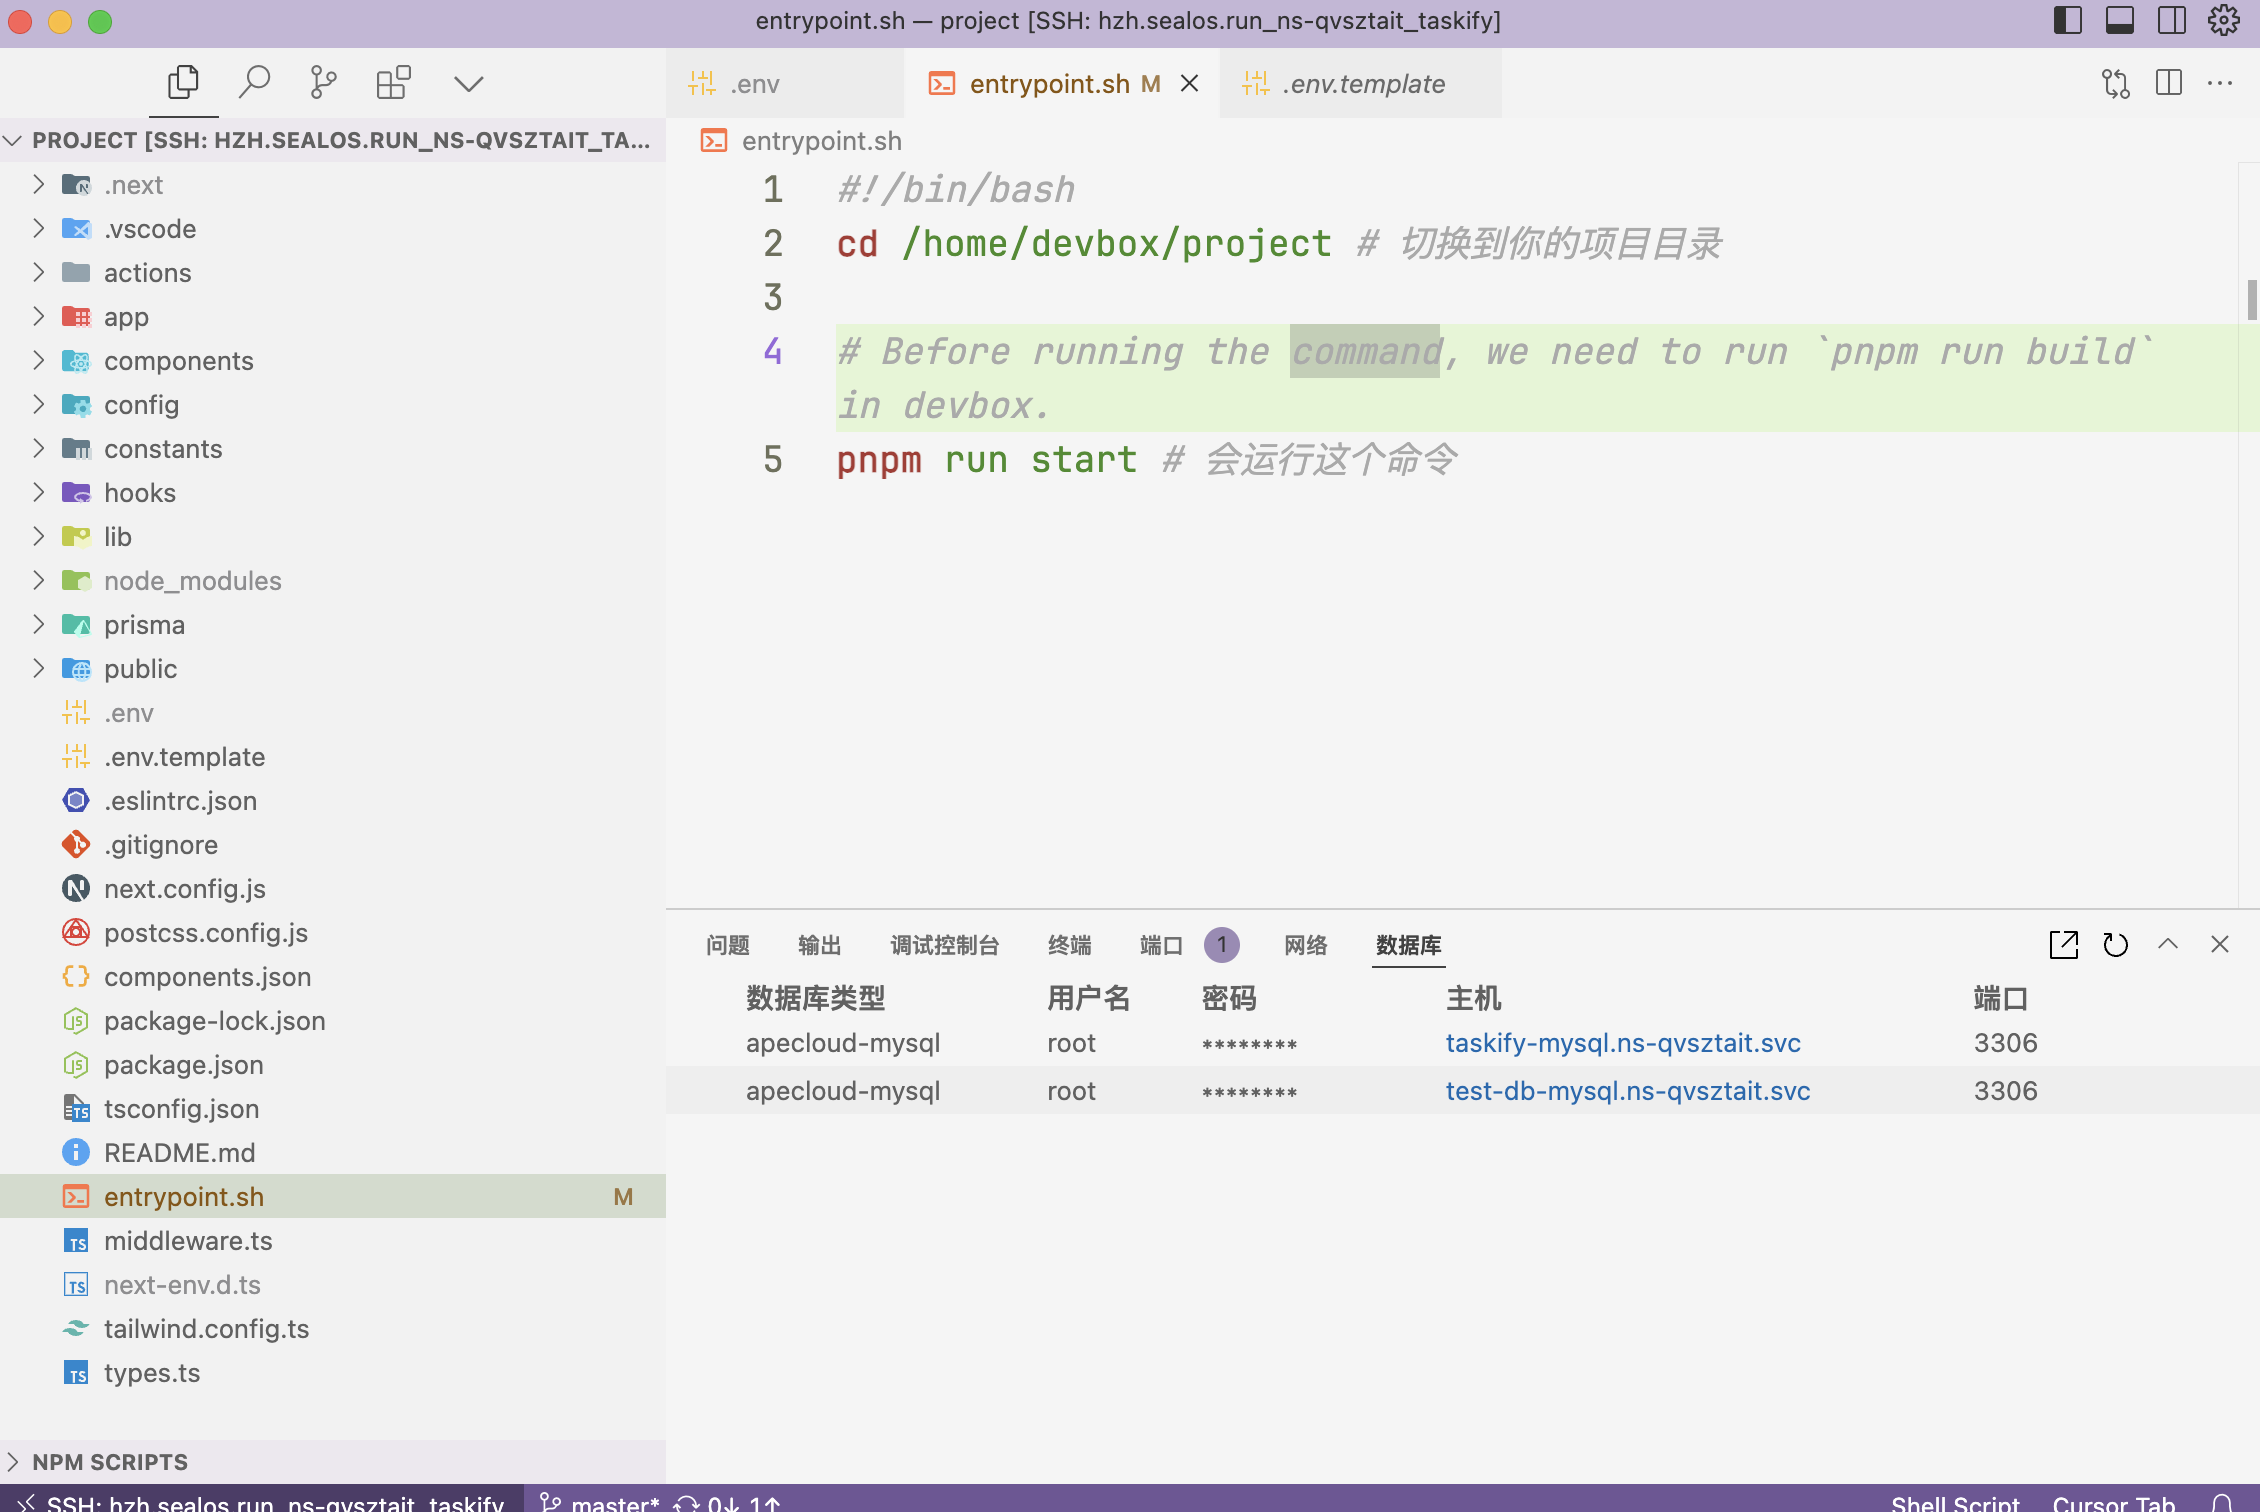 entrypoint.sh — project [SSH: hzh.sealos.run_ns-qvsztait_taskify]
.env
entrypoint.sh M
.env.template
PROJECT [SSH: HZH.SEALOS.RUN_NS-QVSZTAIT_TA...
.next
.vscode
actions
app
components
config
constants
hooks
lib
node_modules
prisma
public
.env
.env.template
.eslintrc.json
.gitignore
next.config.js
postcss.config.js
components.json
package-lock.json
package.json
tsconfig.json
README.md
entrypoint.sh M
middleware.ts
next-env.d.ts
tailwind.config.ts
types.ts
NPM SCRIPTS
entrypoint.sh
1 #!/bin/bash
2 cd /home/devbox/project # 切换到你的项目目录
3
4 # Before running the command, we need to run `pnpm run build`
in devbox.
5 pnpm run start # 会运行这个命令
问题 输出 调试控制台 终端 端口 1 网络 数据库
数据库类型 用户名 密码 主机 端口
apecloud-mysql root ******** taskify-mysql.ns-qvsztait.svc 3306
apecloud-mysql root ******** test-db-mysql.ns-qvsztait.svc 3306
SSH: hzh.sealos.run_ns-qvsztait_taskify master* 0↓ 1↑ Shell Script Cursor Tab